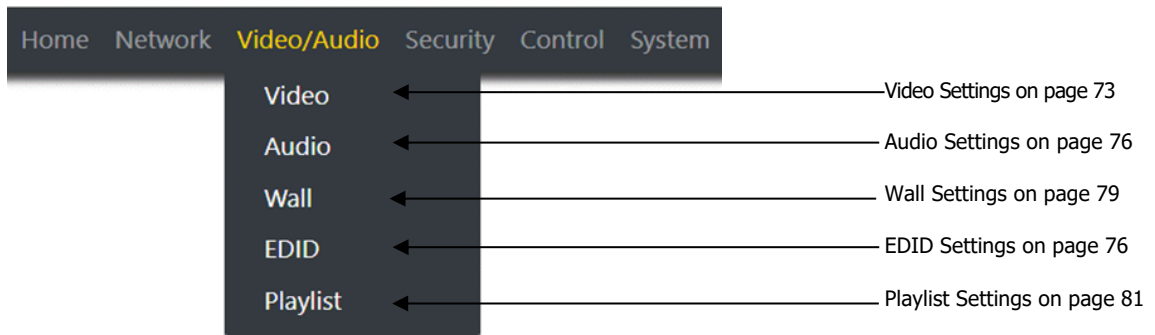 Home Network Video/Audio Security Control System
Video Video Settings on page 73
Audio Audio Settings on page 76
Wall Wall Settings on page 79
EDID EDID Settings on page 76
Playlist Playlist Settings on page 81